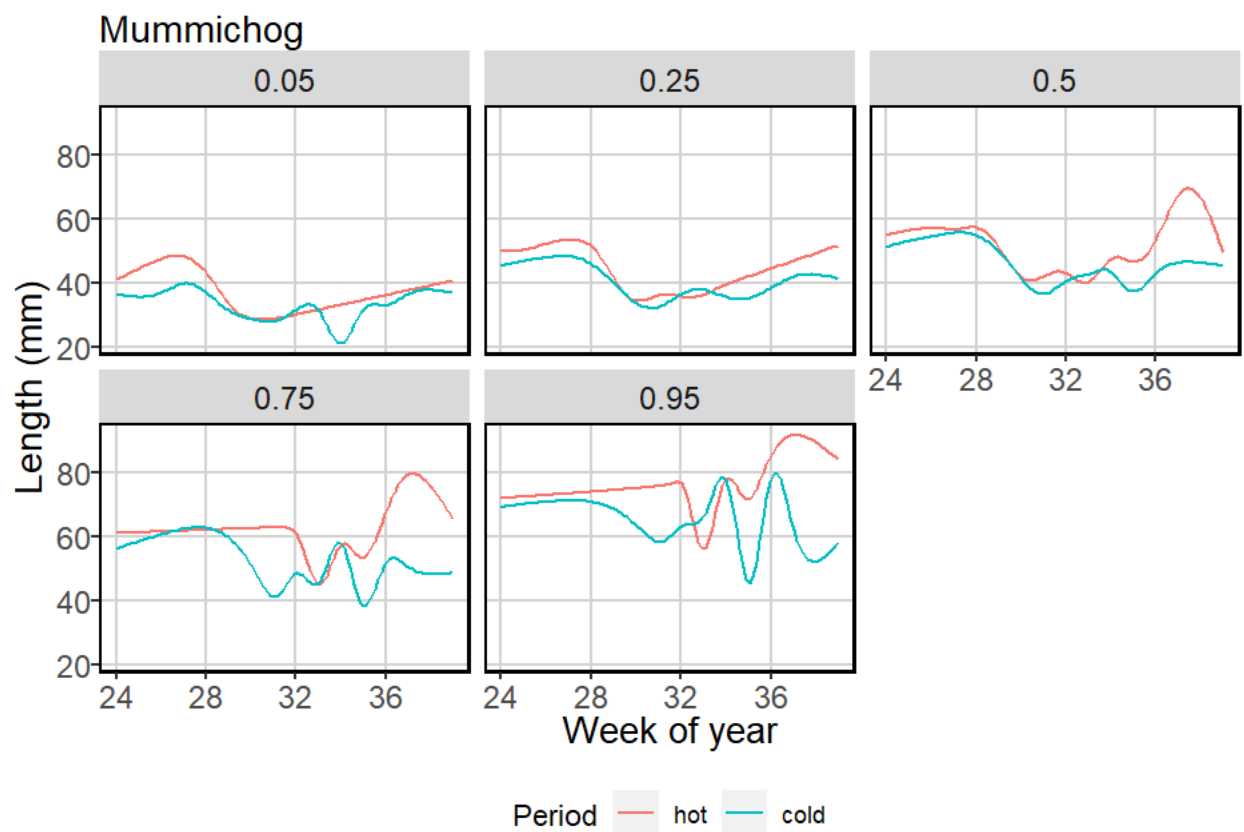 Mummichog
0.05 0.25 0.5
80
60
40
20
24 28 32 36
0.75 0.95
80
60
40
20
24 28 32 36 24 28 32 36
Length (mm)
Week of year
Period hot cold